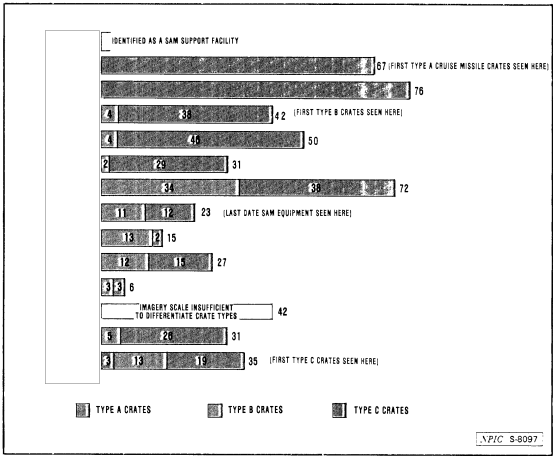 IDENTIFIED AS A SAM SUPPORT FACILITY
67 (FIRST TYPE A CRUISE MISSILE CRATES SEEN HERE)
76
4 38 42 (FIRST TYPE B CRATES SEEN HERE)
4 46 50
2 29 31
34 38 72
11 12 23 (LAST DATE SAM EQUIPMENT SEEN HERE)
13 2 15
12 15 27
3 3 6
IMAGERY SCALE INSUFFICIENT
TO DIFFERENTIATE CRATE TYPES 42
5 26 31
3 13 19 35 (FIRST TYPE C CRATES SEEN HERE)
TYPE A CRATES TYPE B CRATES TYPE C CRATES
NPIC S-8097